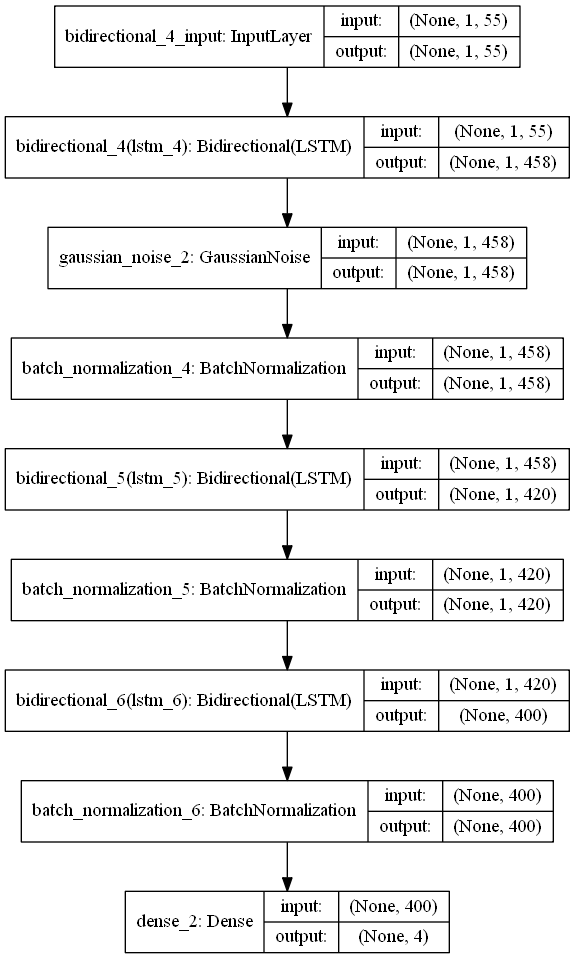 bidirectional_4_input: InputLayer
input: (None, 1, 55)
output: (None, 1, 55)
bidirectional_4(lstm_4): Bidirectional(LSTM)
input: (None, 1, 55)
output: (None, 1, 458)
gaussian_noise_2: GaussianNoise
input: (None, 1, 458)
output: (None, 1, 458)
batch_normalization_4: BatchNormalization
input: (None, 1, 458)
output: (None, 1, 458)
bidirectional_5(lstm_5): Bidirectional(LSTM)
input: (None, 1, 458)
output: (None, 1, 420)
batch_normalization_5: BatchNormalization
input: (None, 1, 420)
output: (None, 1, 420)
bidirectional_6(lstm_6): Bidirectional(LSTM)
input: (None, 1, 420)
output: (None, 400)
batch_normalization_6: BatchNormalization
input: (None, 400)
output: (None, 400)
dense_2: Dense
input: (None, 400)
output: (None, 4)